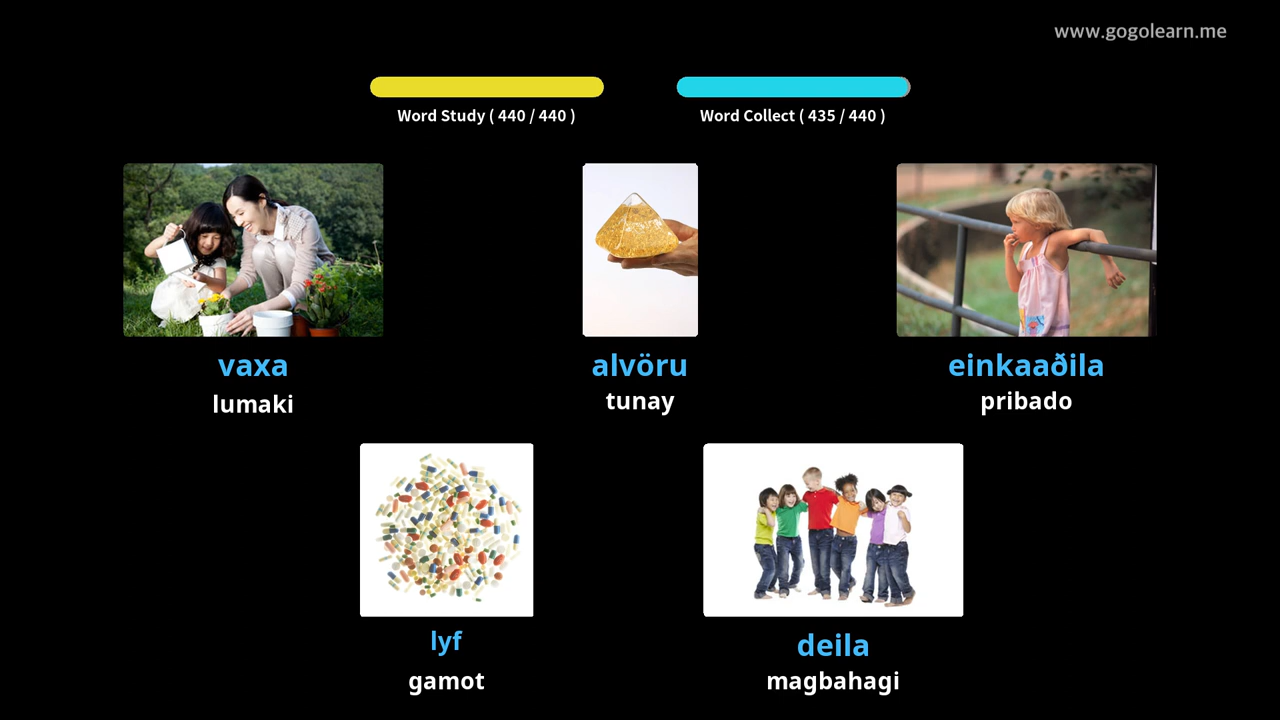 www.gogolearn.me
Word Study ( 440 / 440 )
Word Collect ( 435 / 440 )
vaxa
lumaki
alvöru
tunay
einkaaðila
pribado
lyf
gamot
deila
magbahagi